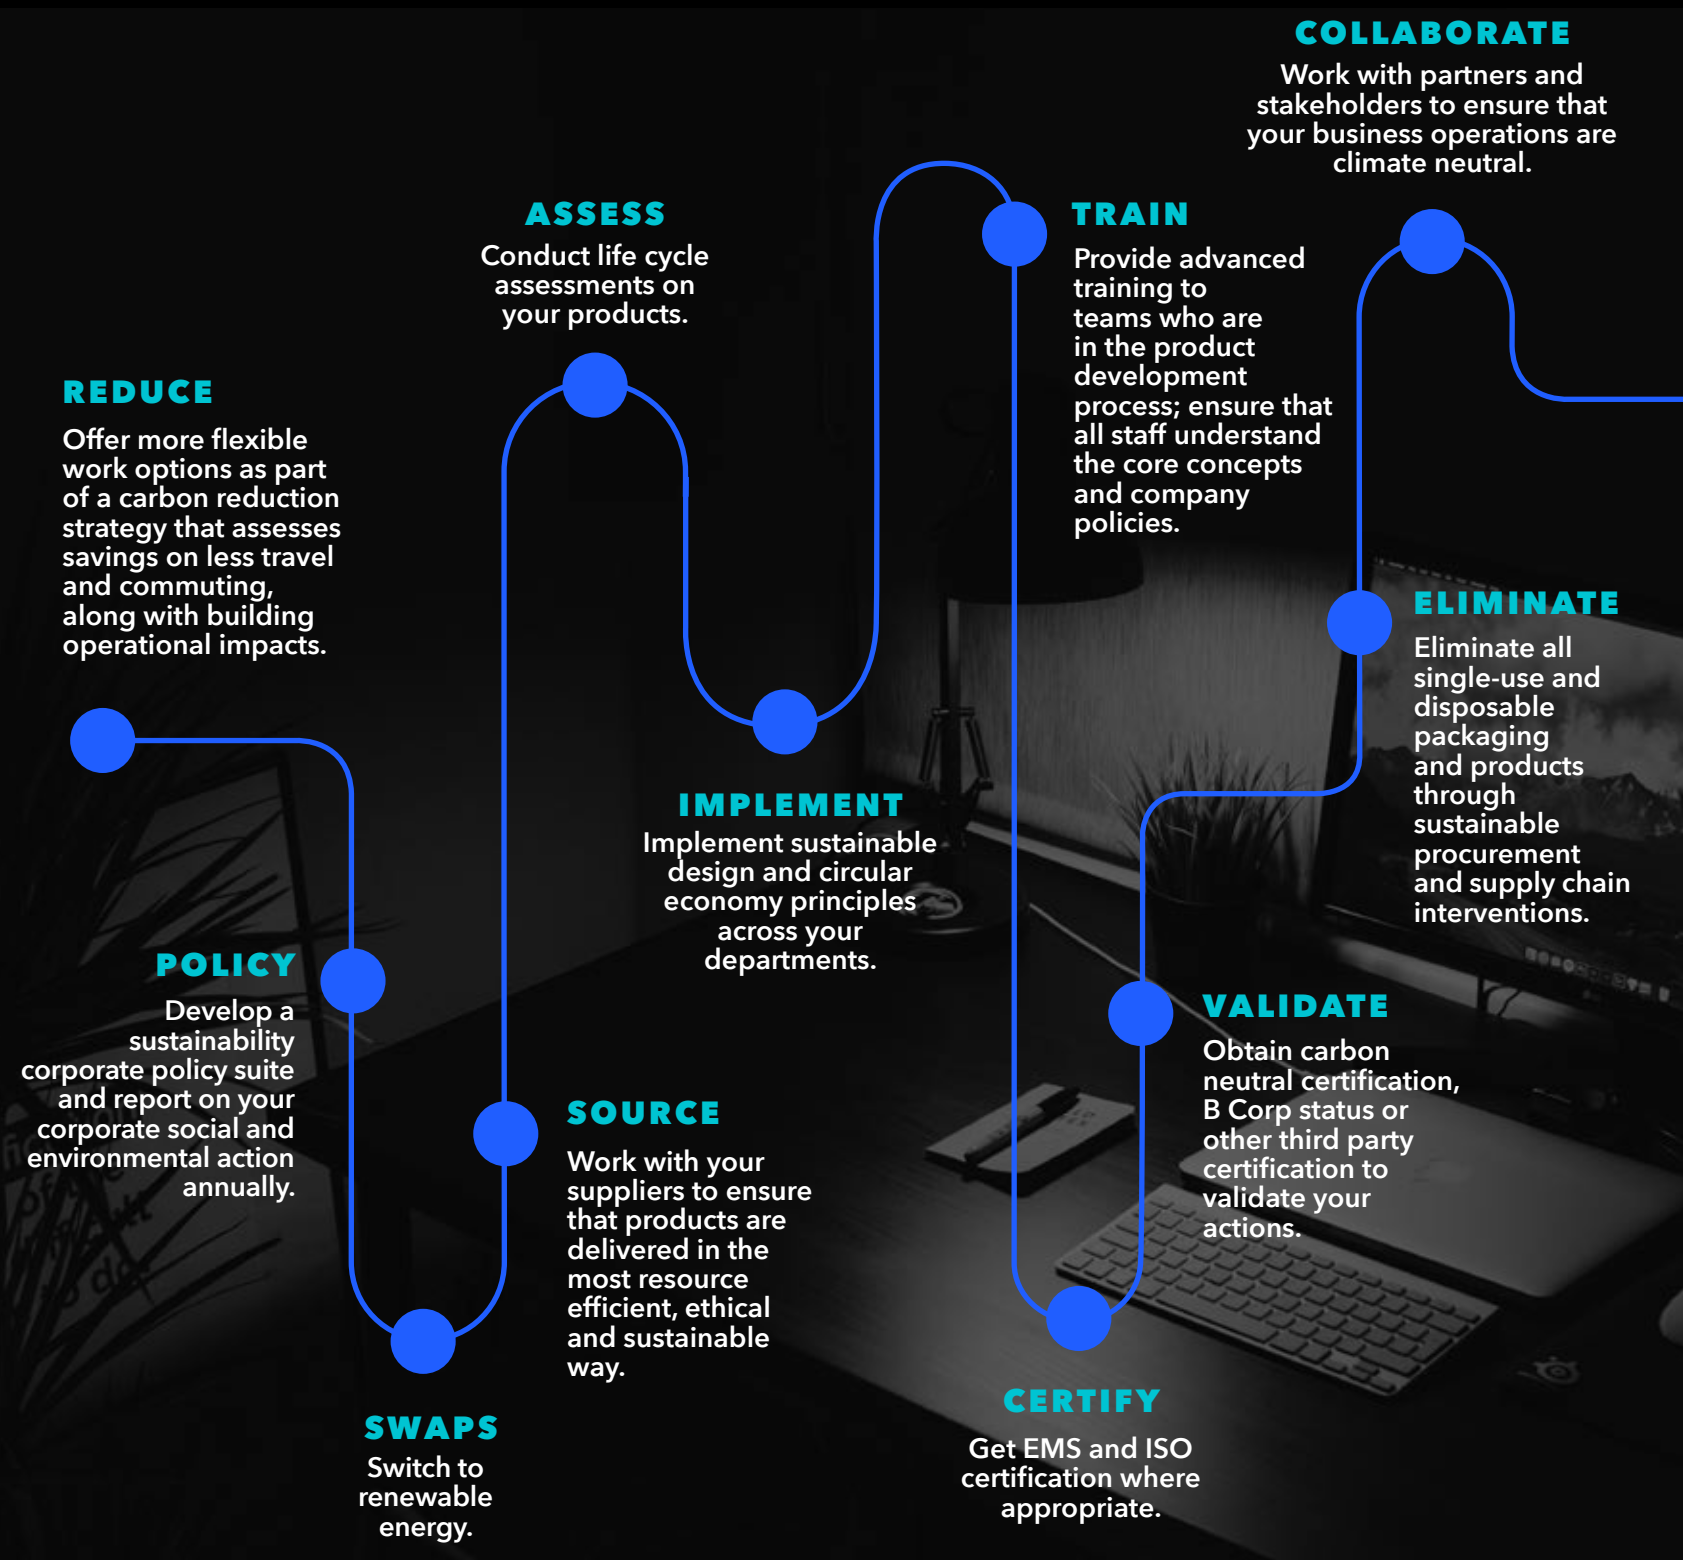 REDUCE
Offer more flexible
work options as part
of a carbon reduction
strategy that assesses
savings on less travel
and commuting,
along with building
operational impacts.
POLICY
Develop a
sustainability
corporate policy suite
and report on your
corporate social and
environmental action
annually.
SWAPS
Switch to
renewable
energy.
SOURCE
Work with your
suppliers to ensure
that products are
delivered in the
most resource
efficient, ethical
and sustainable
way.
ASSESS
Conduct life cycle
assessments on
your products.
IMPLEMENT
Implement sustainable
design and circular
economy principles
across your
departments.
TRAIN
Provide advanced
training to
teams who are
in the product
development
process; ensure that
all staff understand
the core concepts
and company
policies.
CERTIFY
Get EMS and ISO
certification where
appropriate.
VALIDATE
Obtain carbon
neutral certification,
B Corp status or
other third party
certification to
validate your
actions.
ELIMINATE
Eliminate all
single-use and
disposable
packaging
and products
through
sustainable
procurement
and supply chain
interventions.
COLLABORATE
Work with partners and
stakeholders to ensure that
your business operations are
climate neutral.